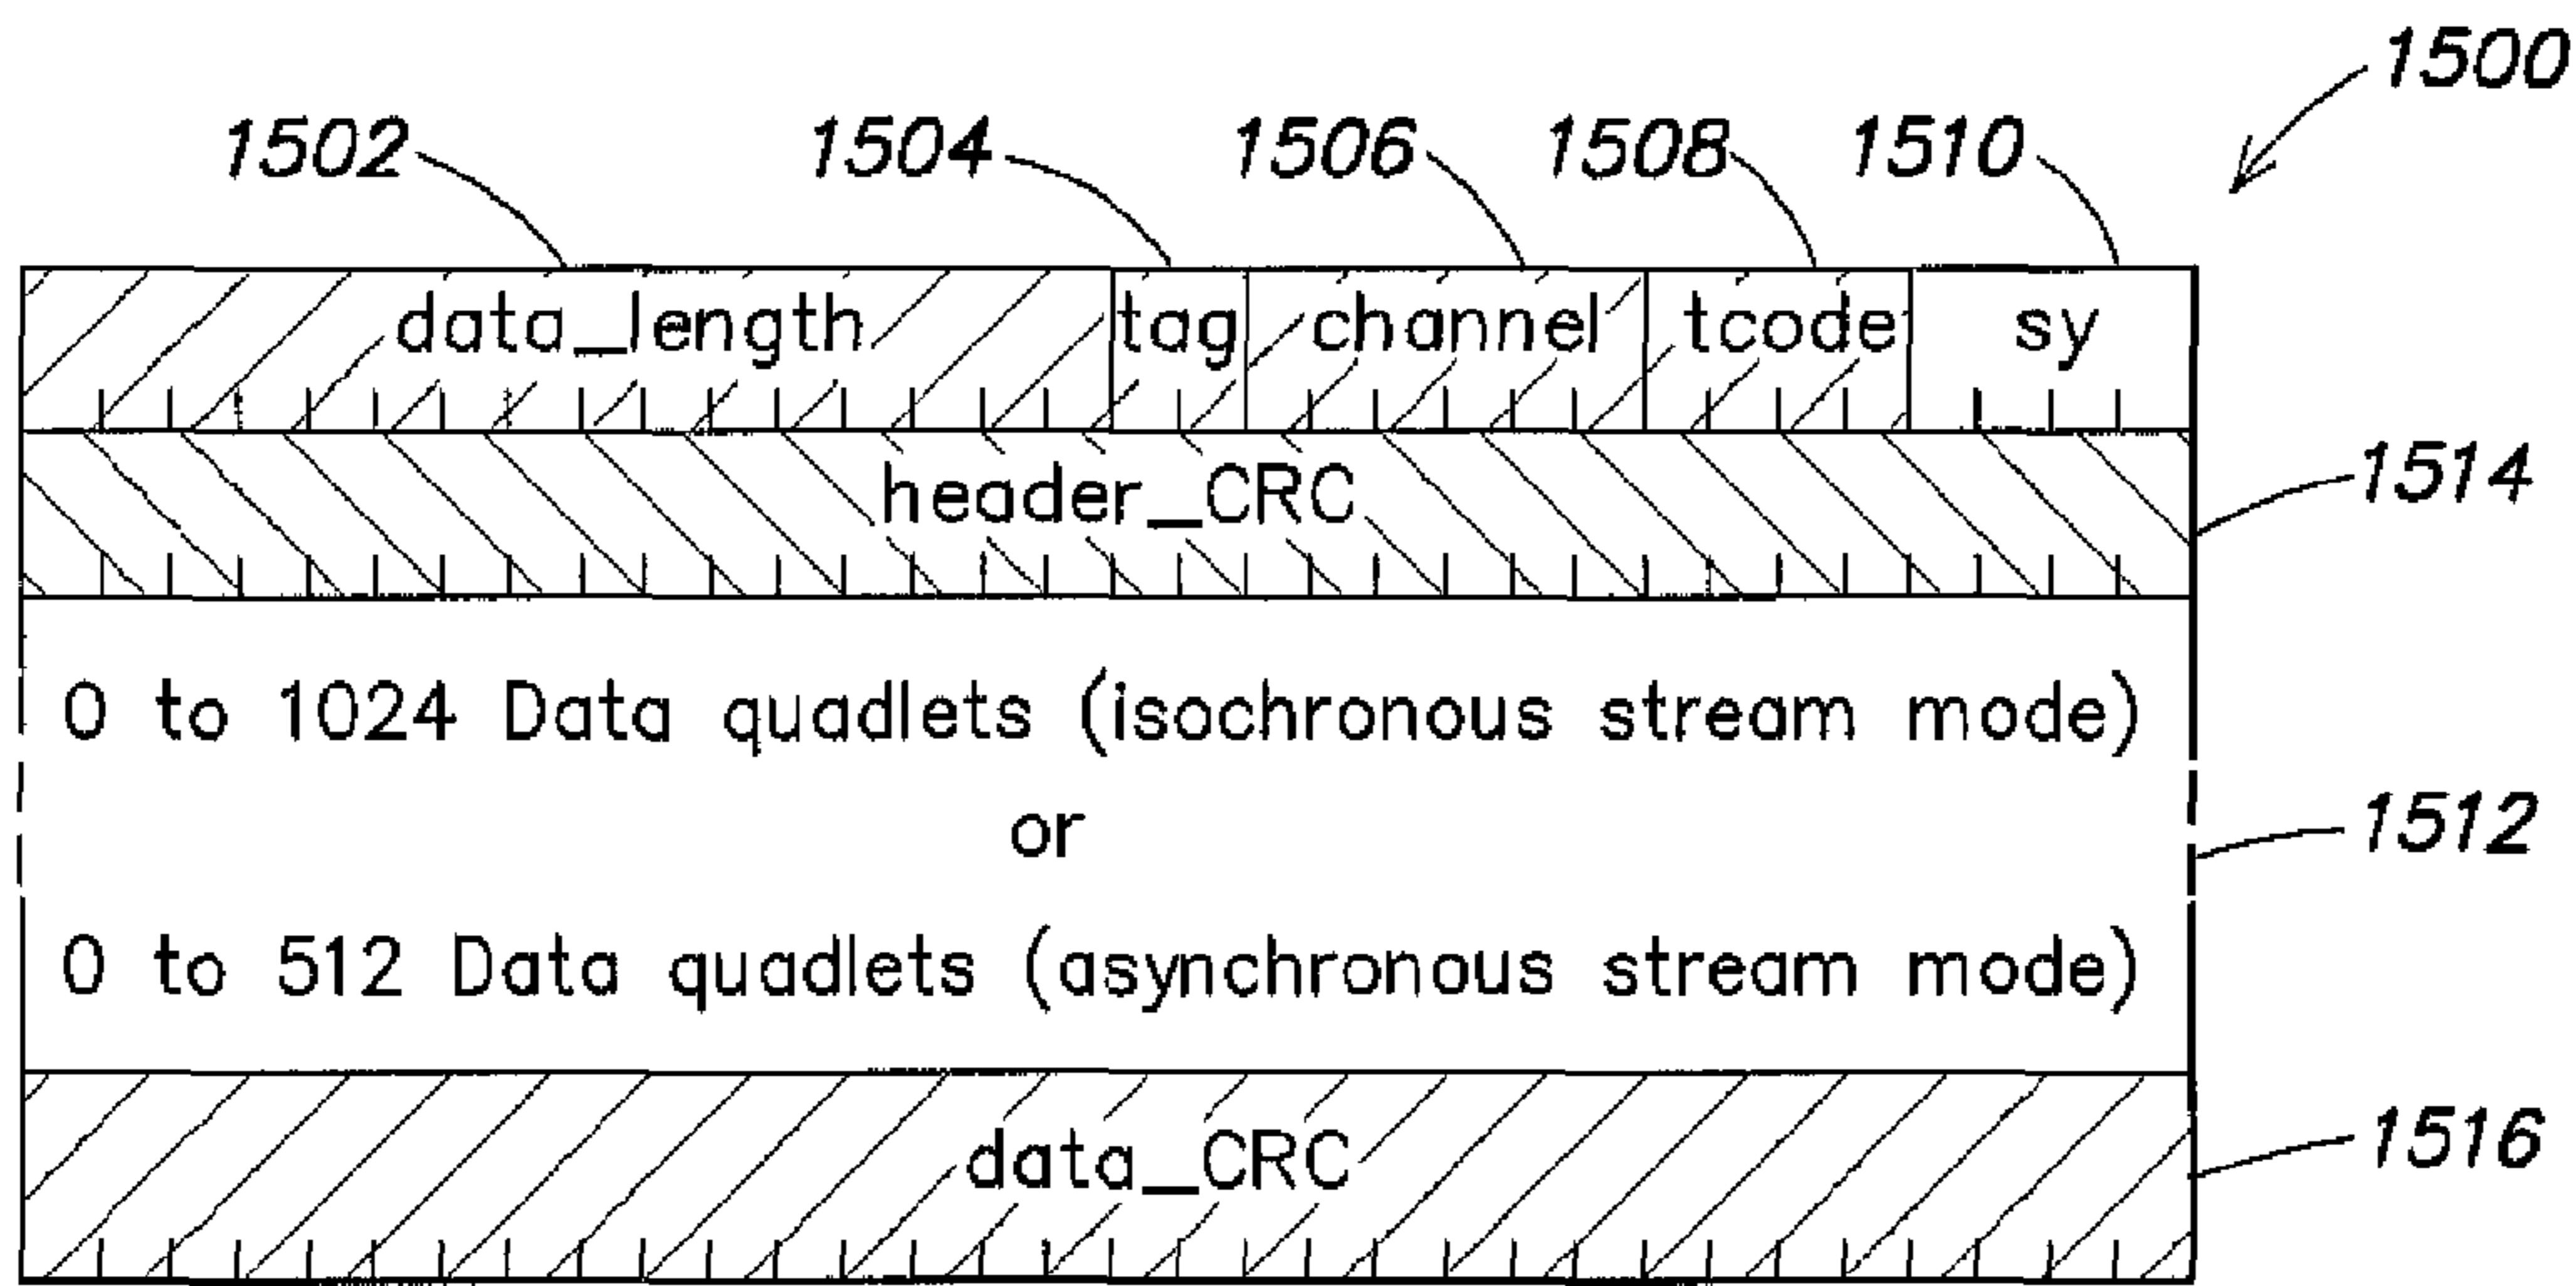 1500
1502 1504 1506 1508 1510
data_length tag channel tcode sy
header_CRC 1514
0 to 1024 Data quadlets (isochronous stream mode)
or 1512
0 to 512 Data quadlets (asynchronous stream mode)
data_CRC 1516